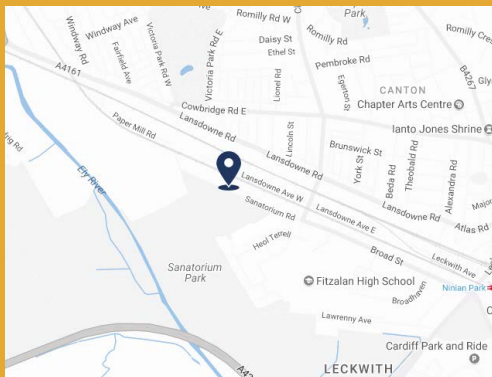 Romilly Rd W
Park
Romilly Rd
Romilly Cres
Windway Ave
Windway Rd
Fairfield Ave
Victoria Park Rd W
Victoria Park Rd E
Daisy St
Ethel St
Pembroke Rd
B4267
A4161
Lionel Rd
Egerton St
CANTON
Chapter Arts Centre
Cowbridge Rd E
Paper Mill Rd
Lansdowne Rd
Lincoln St
Ianto Jones Shrine
Brunswick St
Lansdowne Rd
York St
Beda Rd
Theobald Rd
Alexandra Rd
Ely River
Lansdowne Ave W
Sanatorium Rd
Lansdowne Ave E
Lansdowne Rd
Atlas Rd
Heol Terrell
Broad St
Leckwith Ave
Sanatorium
Park
Fitzalan High School
Ninian Park
Broadhaven
Lawrenny Ave
Cardiff Park and Ride
LECKWITH